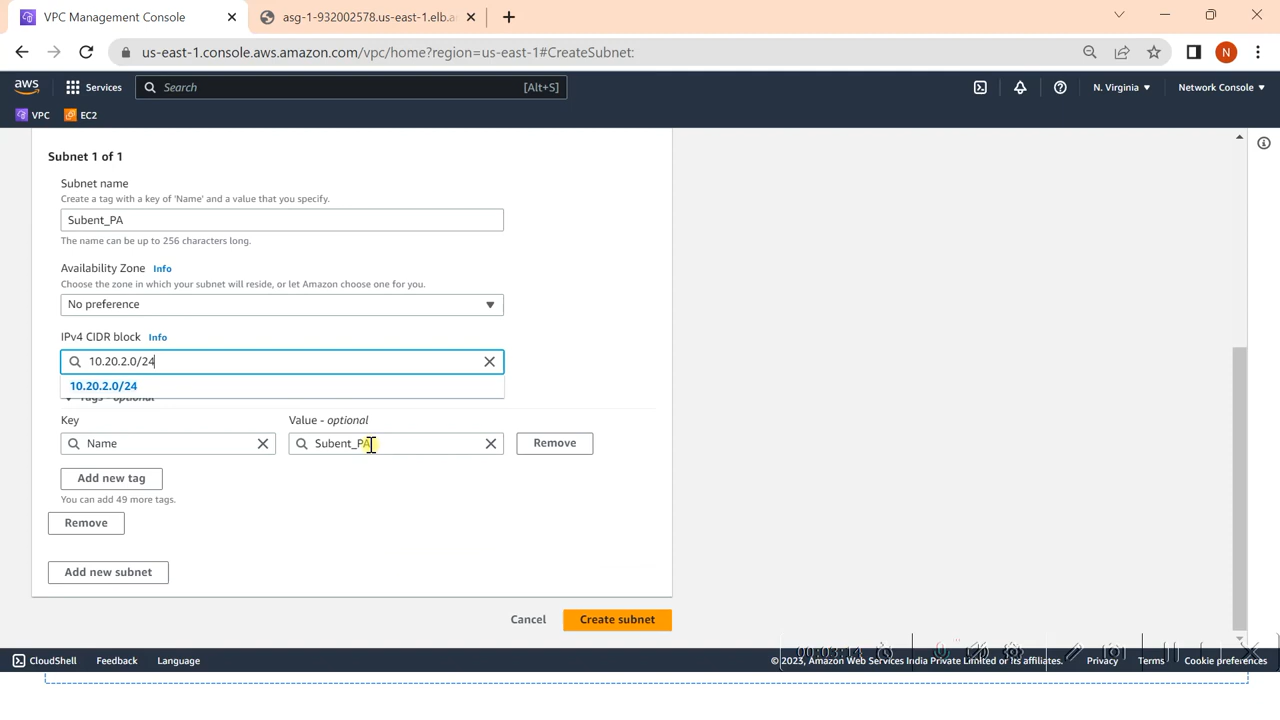 VPC Management Console
asg-1-932002578.us-east-1.elb.a
us-east-1.console.aws.amazon.com/vpc/home?region=us-east-1#CreateSubnet:
N
aws
Services
Search
[Alt+S]
N. Virginia
Network Console
VPC
EC2
Subnet 1 of 1
Subnet name
Create a tag with a key of 'Name' and a value that you specify.
Subent_PA
The name can be up to 256 characters long.
Availability Zone Info
Choose the zone in which your subnet will reside, or let Amazon choose one for you.
No preference
IPv4 CIDR block Info
10.20.2.0/24
10.20.2.0/24
Tags - optional
Key
Value - optional
Name
Subent_PA
Remove
Add new tag
You can add 49 more tags.
Remove
Add new subnet
Cancel
Create subnet
00:03:14
CloudShell
Feedback
Language
© 2023, Amazon Web Services India Private Limited or its affiliates.
Privacy
Terms
Cookie preferences